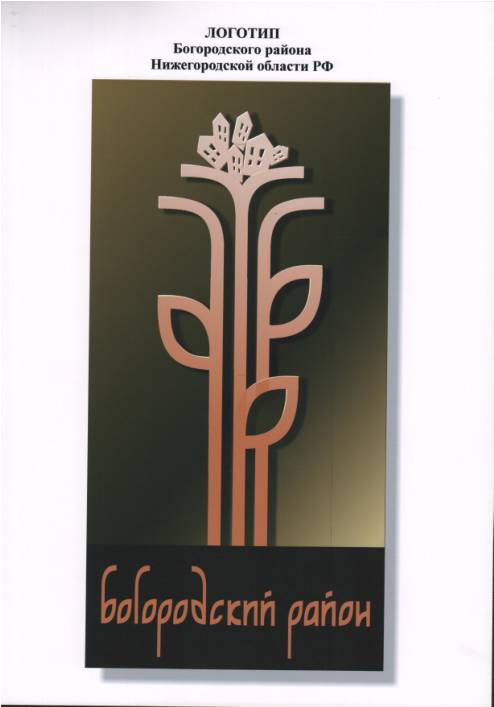 ЛОГОТИП
Богородского района
Нижегородской области РФ
богородский район